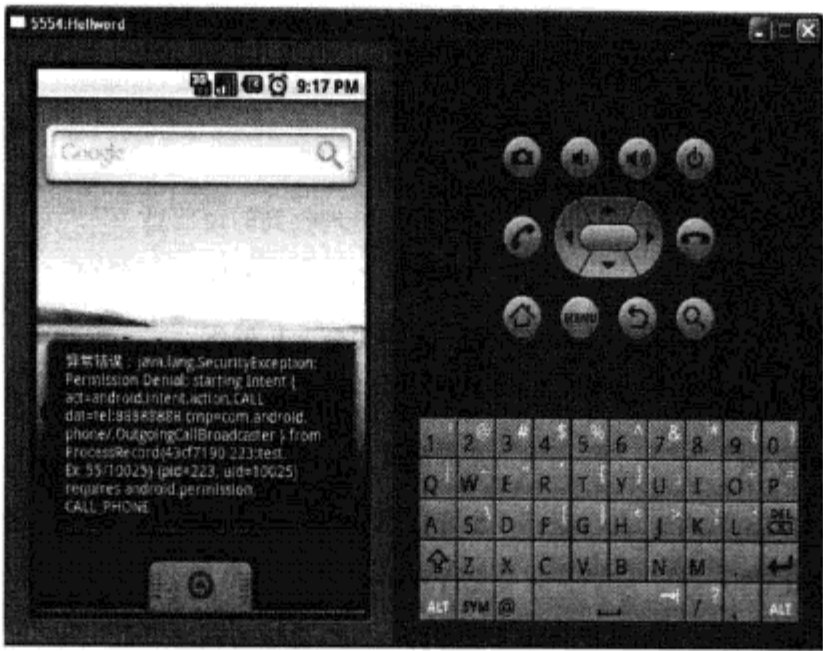 5554:Hellword
9:17 PM
Google
异常错误：java.lang.SecurityException:
Permission Denial: starting Intent {
act=android.intent.action.CALL
dat=tel:88888888 cmp=com.android.
phone/.OutgoingCallBroadcaster } from
ProcessRecord{43cf7190 223:test.
Ex_55/10025} (pid=223, uid=10025)
requires android.permission.
CALL_PHONE
MENU
1 2 @ 3 # 4 $ 5 % 6 ^ 7 & 8 * 9 ( 0 )
Q W E R T Y U I O P
A S D F G H J K L DEL
Z X C V B N M .
ALT SYM @ / ? , ALT